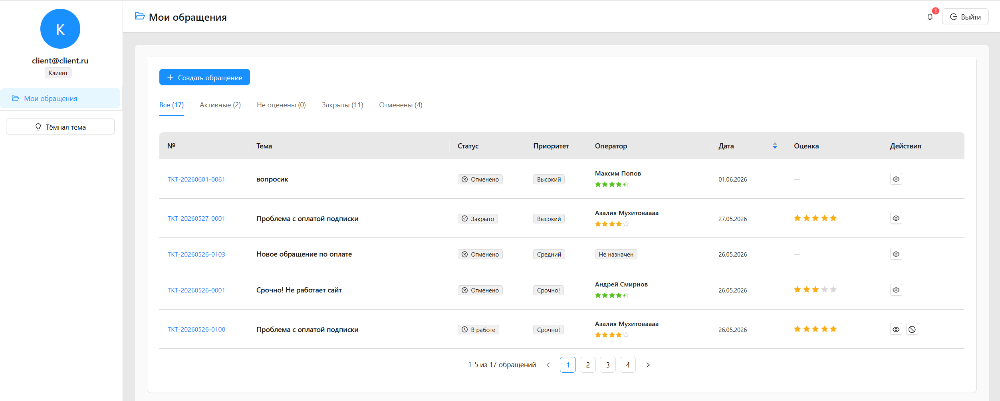 K
client@client.ru
Клиент
Мои обращения
Тёмная тема
Мои обращения
1
Выйти
Создать обращение
Все (17) Активные (2) Не оценены (0) Закрыты (11) Отменены (4)
№ Тема Статус Приоритет Оператор Дата Оценка Действия
TKT-20260601-0061 вопросик Отменено Высокий Максим Попов 01.06.2026 —
TKT-20260527-0001 Проблема с оплатой подписки Закрыто Высокий Азалия Мухитоваааа 27.05.2026
TKT-20260526-0103 Новое обращение по оплате Отменено Средний Не назначен 26.05.2026 —
TKT-20260526-0001 Срочно! Не работает сайт Отменено Срочно! Андрей Смирнов 26.05.2026
TKT-20260526-0100 Проблема с оплатой подписки В работе Срочно! Азалия Мухитоваааа 26.05.2026
1-5 из 17 обращений < 1 2 3 4 >